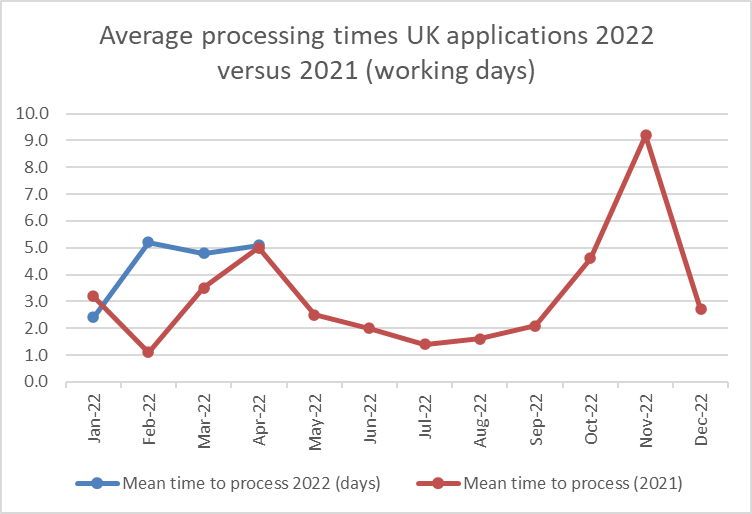 Average processing times UK applications 2022
versus 2021 (working days)
10.0
9.0
8.0
7.0
6.0
5.0
4.0
3.0
2.0
1.0
0.0
Jan-22
Feb-22
Mar-22
Apr-22
May-22
Jun-22
Jul-22
Aug-22
Sep-22
Oct-22
Nov-22
Dec-22
Mean time to process 2022 (days)
Mean time to process (2021)